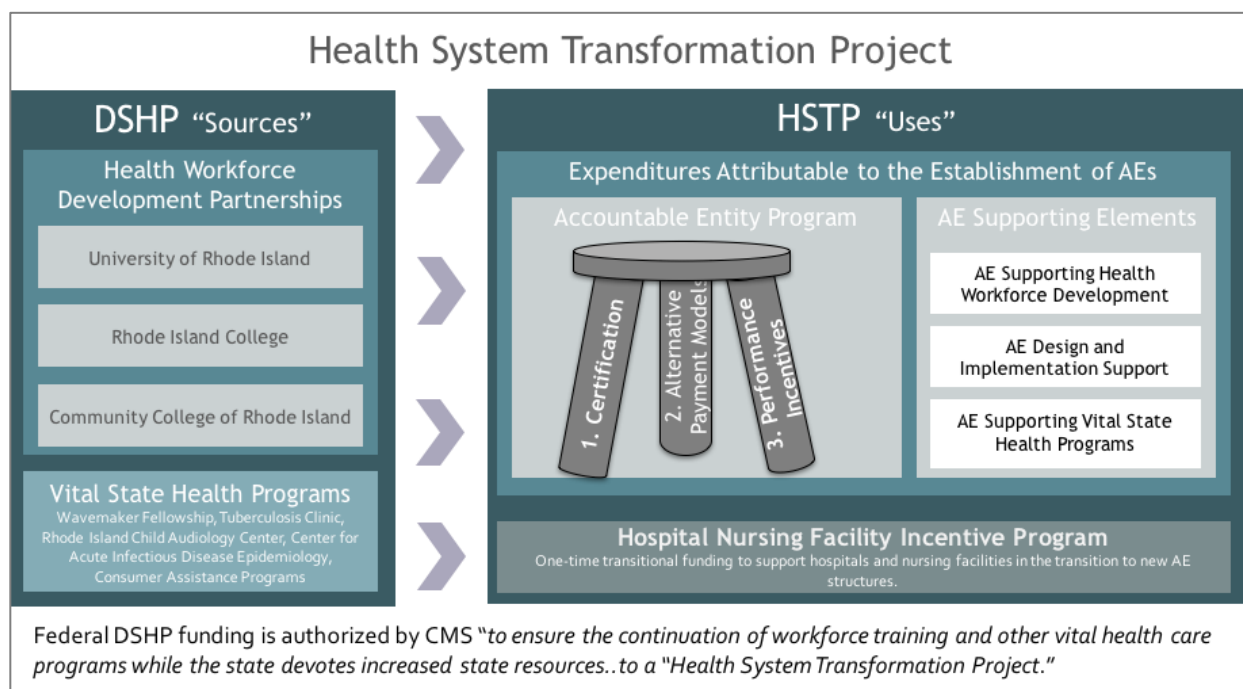 Health System Transformation Project
DSHP “Sources”
Health Workforce
Development Partnerships
University of Rhode Island
Rhode Island College
Community College of Rhode Island
Vital State Health Programs
Wavemaker Fellowship, Tuberculosis Clinic,
Rhode Island Child Audiology Center, Center for
Acute Infectious Disease Epidemiology,
Consumer Assistance Programs
HSTP “Uses”
Expenditures Attributable to the Establishment of AEs
Accountable Entity Program
1. Certification
2. Alternative
Payment Models
3. Performance
Incentives
AE Supporting Elements
AE Supporting Health
Workforce Development
AE Design and
Implementation Support
AE Supporting Vital State
Health Programs
Hospital Nursing Facility Incentive Program
One-time transitional funding to support hospitals and nursing facilities in the transition to new AE
structures.
Federal DSHP funding is authorized by CMS “to ensure the continuation of workforce training and other vital health care
programs while the state devotes increased state resources..to a “Health System Transformation Project.”